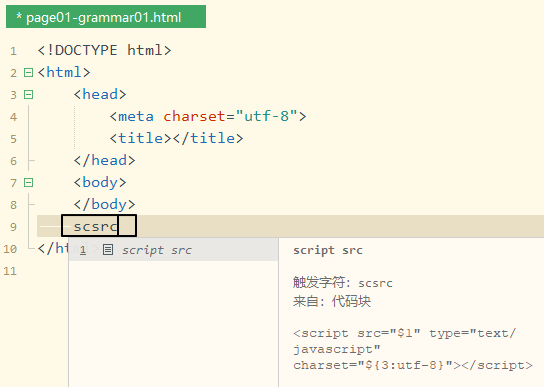 * page01-grammar01.html
1 <!DOCTYPE html>
2 <html>
3 <head>
4 <meta charset="utf-8">
5 <title></title>
6 </head>
7 <body>
8 </body>
9 scsrc
10 </ht
11
1 script src
script src
触发字符: scsrc
来自: 代码块
<script src="$1" type="text/
javascript"
charset="${3:utf-8}"></script>